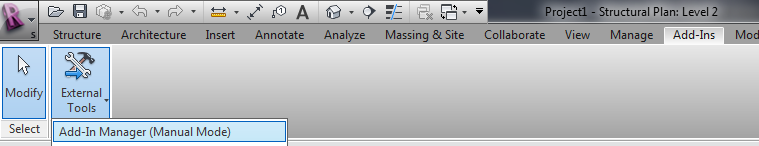 Project1 - Structural Plan: Level 2
s Structure Architecture Insert Annotate Analyze Massing & Site Collaborate View Manage Add-Ins Mod
Modify
External
Tools
Select
Add-In Manager (Manual Mode)